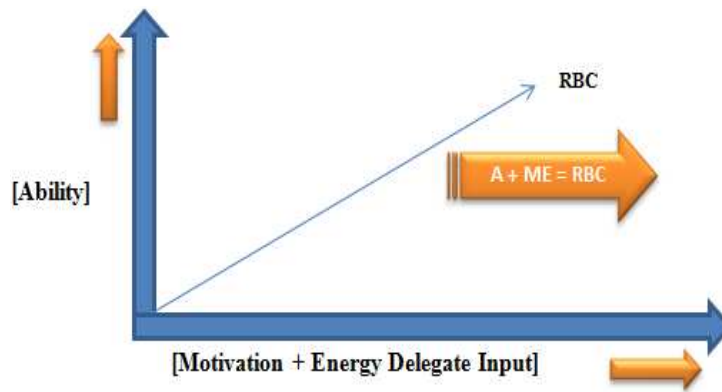 RBC
A + ME = RBC
[Ability]
[Motivation + Energy Delegate Input]